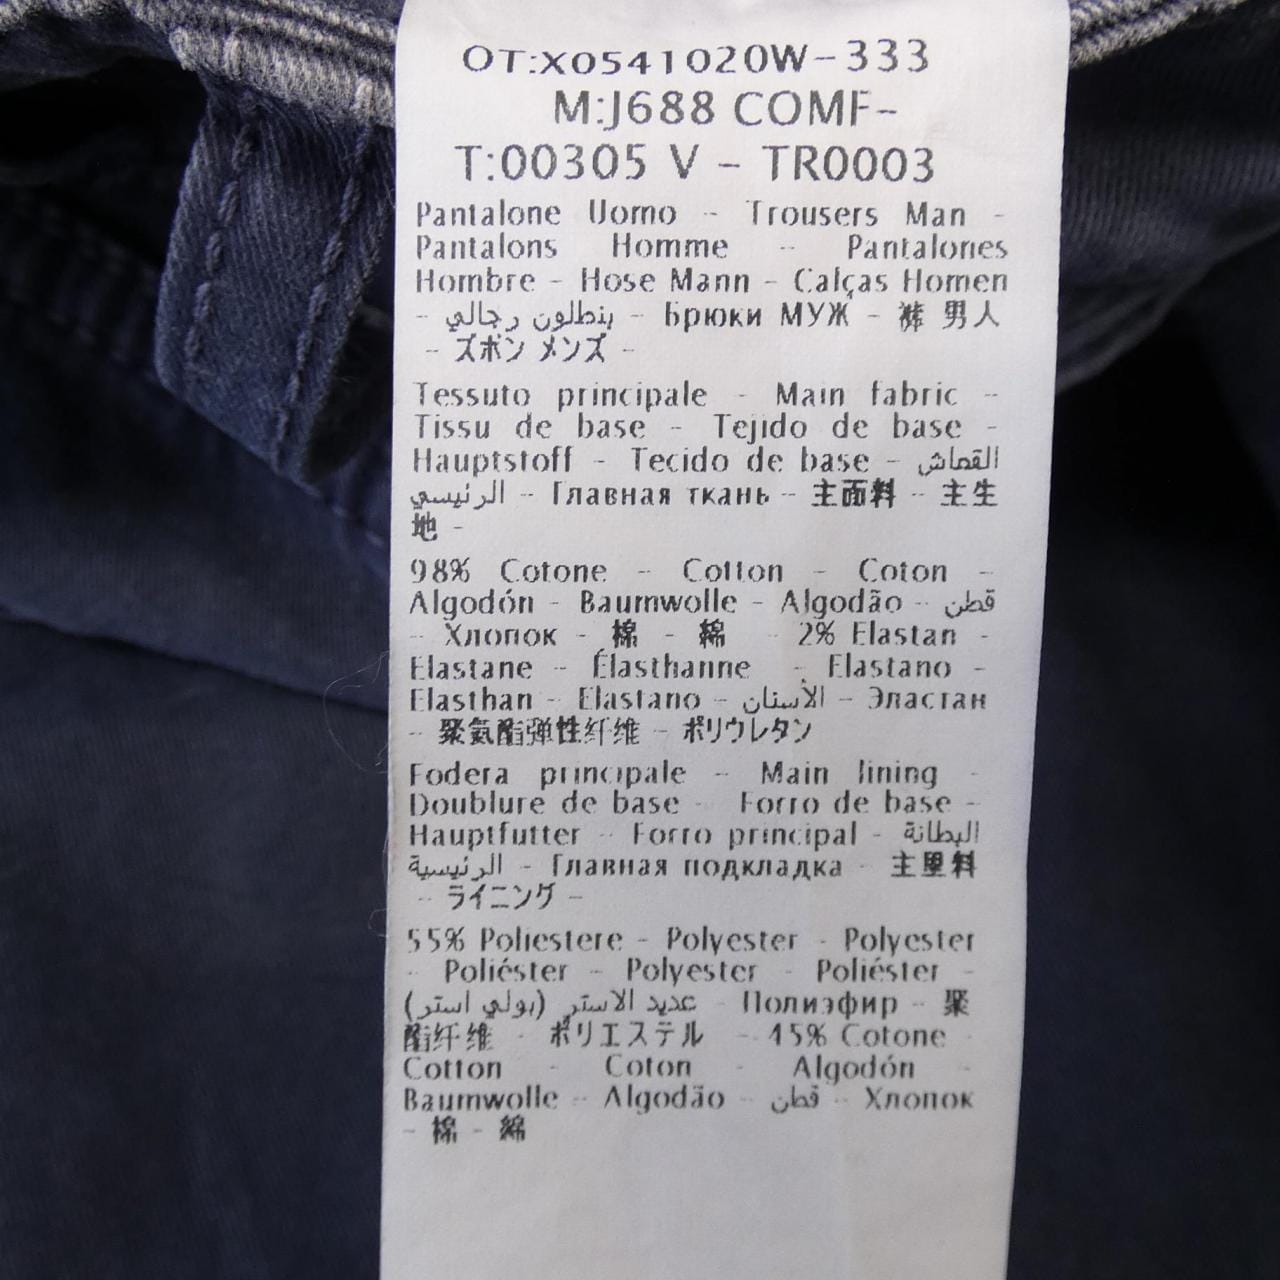 OT:X0541020W-333
M:J688 COMF-
T:00305 V - TR0003
Pantalone Uomo - Trousers Man -
Pantalons Homme - Pantalones
Hombre - Hose Mann - Calças Homen
- بنطلون رجالي - Брюки МУЖ - 裤 男人
- ズボン メンズ -
Tessuto principale - Main fabric -
Tissu de base - Tejido de base -
Hauptstoff - Tecido de base - القماش
الرئيسي - Главная ткань - 主面料 - 主生
地 -
98% Cotone - Cotton - Coton -
Algodón - Baumwolle - Algodão - قطن
- Хлопок - 棉 - 綿 2% Elastan -
Elastane - Élasthanne - Elastano -
Elasthan - Elastano - الأستان - Эластан
- 聚氨酯弹性纤维 - ポリウレタン
Fodera principale - Main lining -
Doublure de base - Forro de base -
Hauptfutter - Forro principal - البطانة
الرئيسية - Главная подкладка - 主里料
- ライニング -
55% Poliestere - Polyester - Polyester
- Poliéster - Polyester - Poliéster -
عديد الاستر (بولي استر) - Полиэфир - 聚
酯纤维 - ポリエステル - 45% Cotone -
Cotton - Coton - Algodón -
Baumwolle - Algodão - قطن - Хлопок
- 棉 - 綿